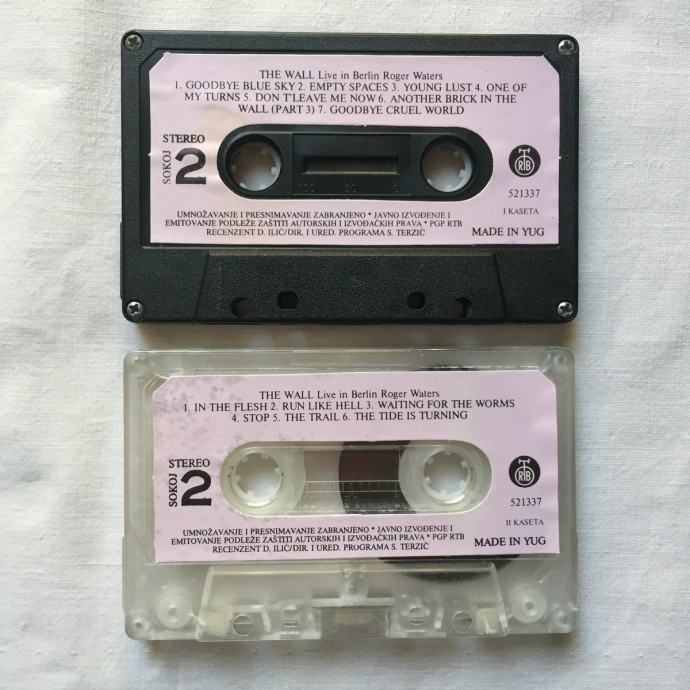 THE WALL Live in Berlin Roger Waters
1. GOODBYE BLUE SKY 2. EMPTY SPACES 3. YOUNG LUST 4. ONE OF
MY TURNS 5. DON T'LEAVE ME NOW 6. ANOTHER BRICK IN THE
WALL (PART 3) 7. GOODBYE CRUEL WORLD
STEREO
SOKOJ
2
100 50 0
RTB
521337
I KASETA
UMNOŽAVANJE I PRESNIMAVANJE ZABRANJENO * JAVNO IZVOĐENJE I
EMITOVANJE PODLEŽE ZAŠTITI AUTORSKIH I IZVOĐAČKIH PRAVA * PGP RTB
RECENZENT D. ILIĆ/DIR. I URED. PROGRAMA S. TERZIĆ
MADE IN YUG
THE WALL Live in Berlin Roger Waters
1. IN THE FLESH 2. RUN LIKE HELL 3. WAITING FOR THE WORMS
4. STOP 5. THE TRAIL 6. THE TIDE IS TURNING
STEREO
SOKOJ
2
RTB
521337
II KASETA
UMNOŽAVANJE I PRESNIMAVANJE ZABRANJENO * JAVNO IZVOĐENJE I
EMITOVANJE PODLEŽE ZAŠTITI AUTORSKIH I IZVOĐAČKIH PRAVA * PGP RTB
RECENZENT D. ILIĆ/DIR. I URED. PROGRAMA S. TERZIĆ
MADE IN YUG